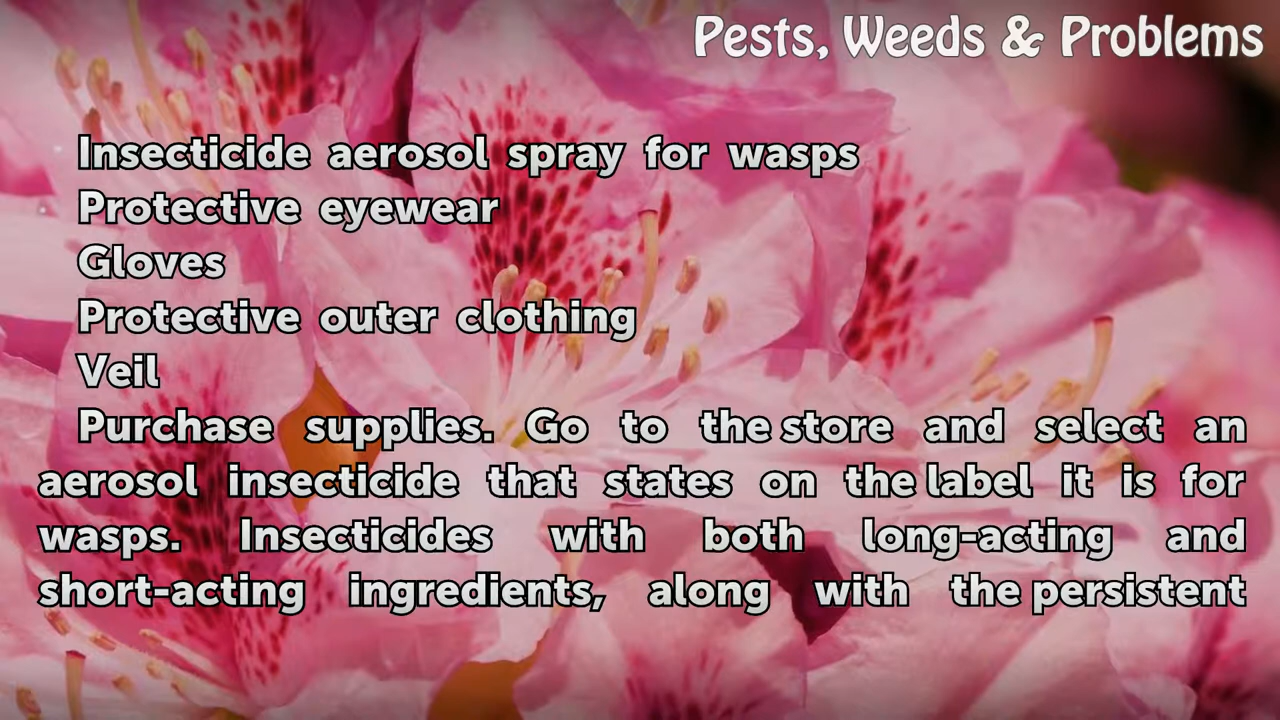 Pests, Weeds & Problems
Insecticide aerosol spray for wasps
Protective eyewear
Gloves
Protective outer clothing
Veil
Purchase supplies. Go to the store and select an
aerosol insecticide that states on the label it is for
wasps. Insecticides with both long-acting and
short-acting ingredients, along with the persistent